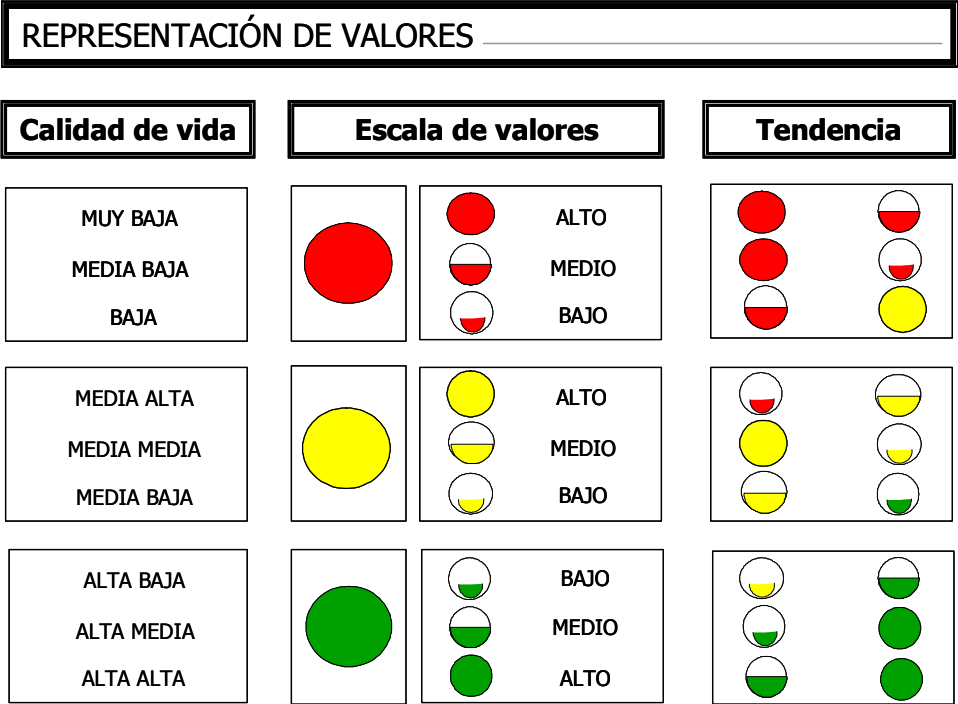 REPRESENTACIÓN DE VALORES
Calidad de vida
Escala de valores
Tendencia
MUY BAJA
MEDIA BAJA
BAJA
ALTO
MEDIO
BAJO
MEDIA ALTA
MEDIA MEDIA
MEDIA BAJA
ALTO
MEDIO
BAJO
ALTA BAJA
ALTA MEDIA
ALTA ALTA
BAJO
MEDIO
ALTO